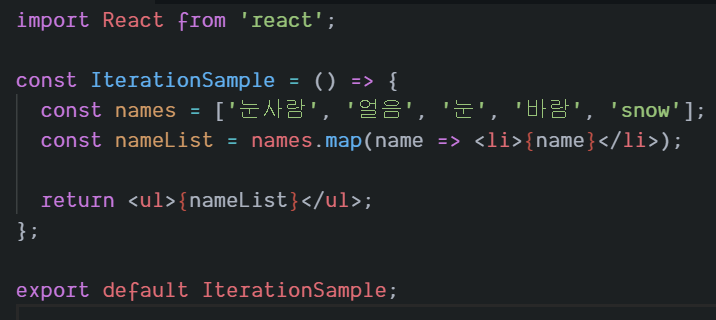 import React from 'react';
const IterationSample = () => {
const names = ['눈사람', '얼음', '눈', '바람', 'snow'];
const nameList = names.map(name => <li>{name}</li>);
return <ul>{nameList}</ul>;
};
export default IterationSample;